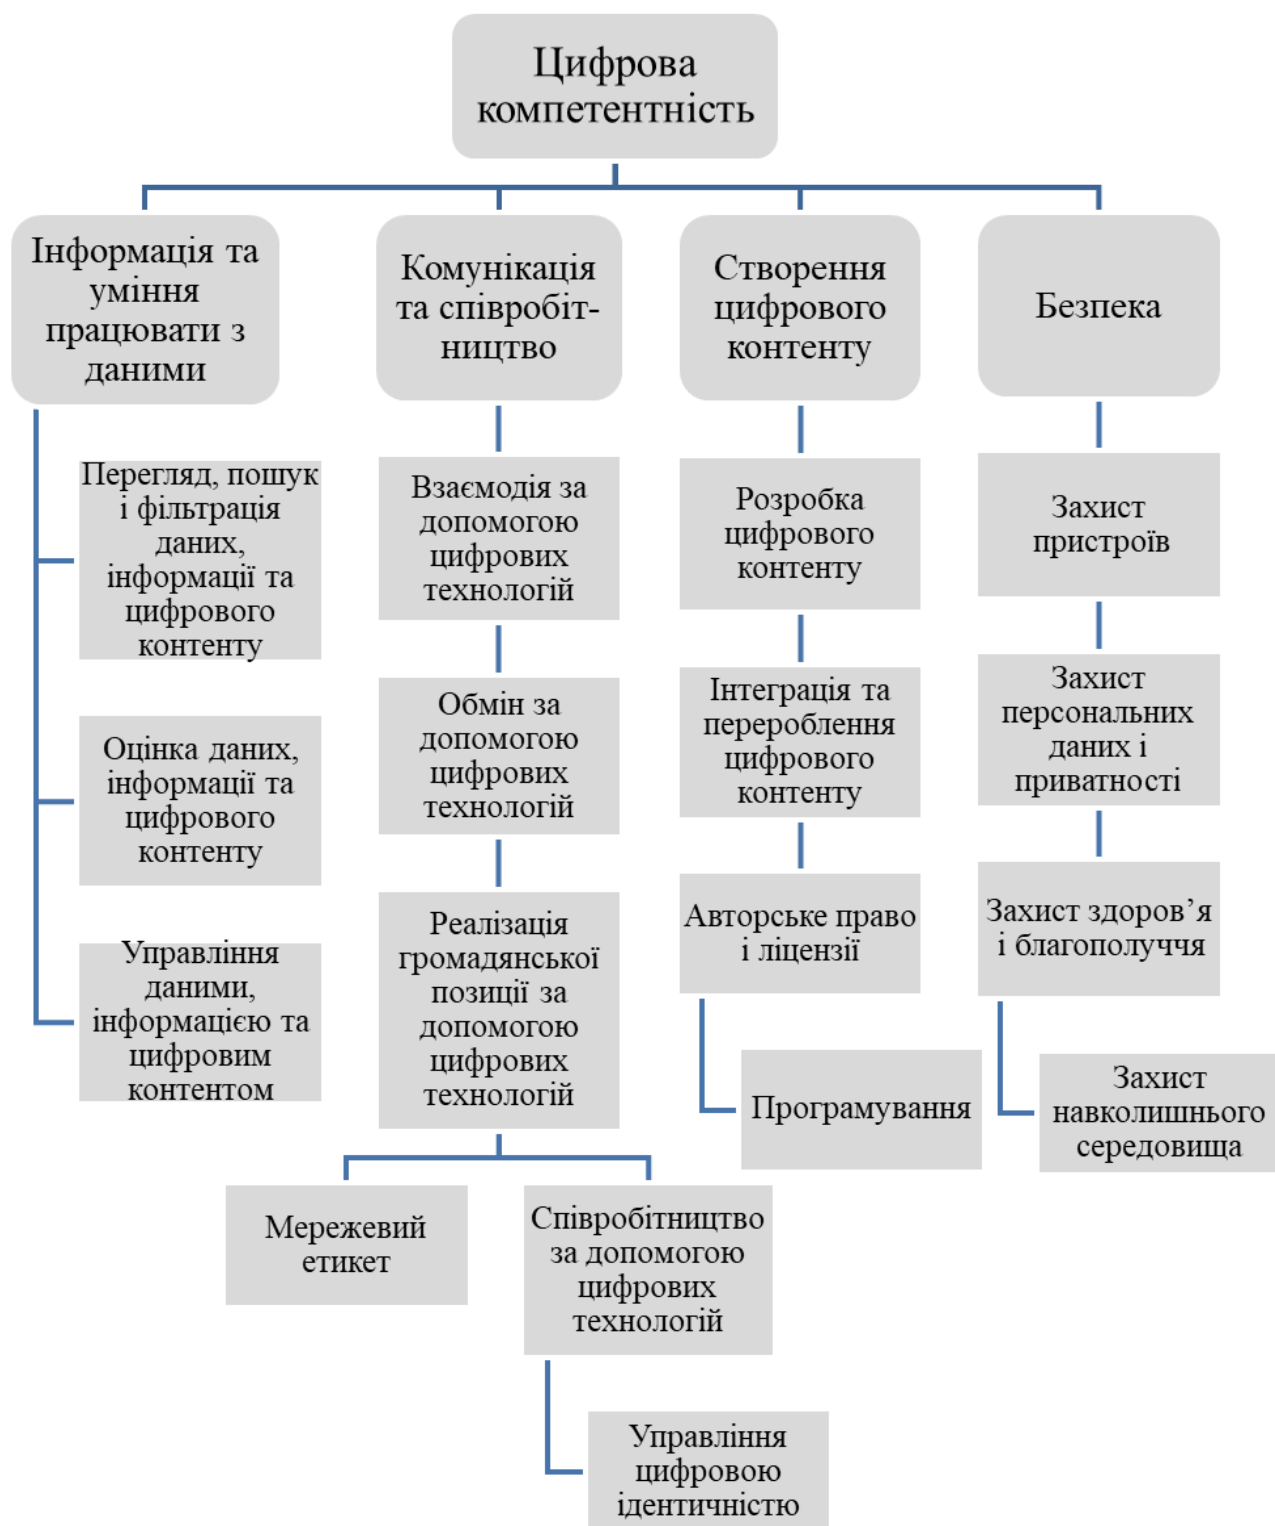 Цифрова
компетентність
Інформація та
уміння
працювати з
даними
Перегляд, пошук
і фільтрація
даних,
інформації та
цифрового
контенту
Оцінка даних,
інформації та
цифрового
контенту
Управління
даними,
інформацією та
цифровим
контентом
Комунікація
та співробіт-
ництво
Взаємодія за
допомогою
цифрових
технологій
Обмін за
допомогою
цифрових
технологій
Реалізація
громадянської
позиції за
допомогою
цифрових
технологій
Мережевий
етикет
Співробітництво
за допомогою
цифрових
технологій
Управління
цифровою
ідентичністю
Створення
цифрового
контенту
Розробка
цифрового
контенту
Інтеграція та
перероблення
цифрового
контенту
Авторське право
і ліцензії
Програмування
Безпека
Захист
пристроїв
Захист
персональних
даних і
приватності
Захист здоров’я
і благополуччя
Захист
навколишнього
середовища